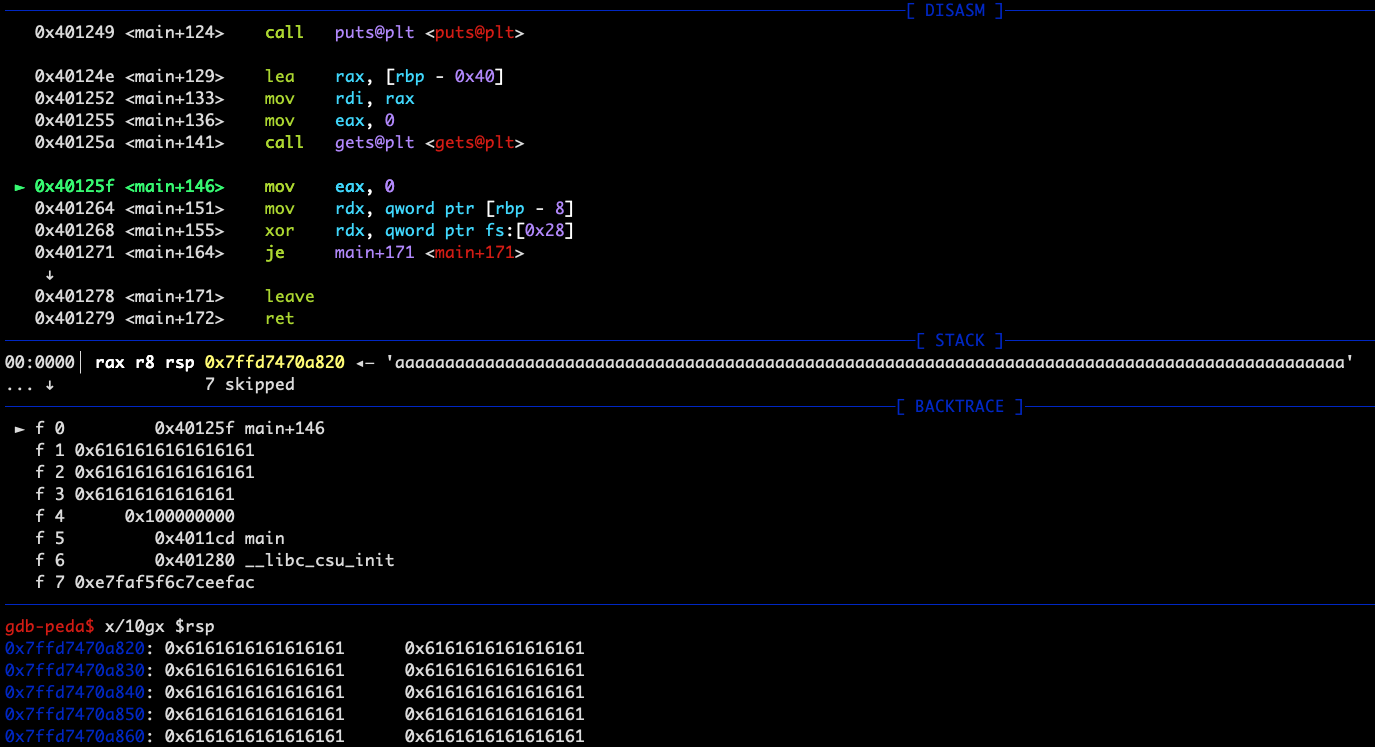 [ DISASM ]
0x401249 <main+124> call puts@plt <puts@plt>
0x40124e <main+129> lea rax, [rbp - 0x40]
0x401252 <main+133> mov rdi, rax
0x401255 <main+136> mov eax, 0
0x40125a <main+141> call gets@plt <gets@plt>
► 0x40125f <main+146> mov eax, 0
0x401264 <main+151> mov rdx, qword ptr [rbp - 8]
0x401268 <main+155> xor rdx, qword ptr fs:[0x28]
0x401271 <main+164> je main+171 <main+171>
↓
0x401278 <main+171> leave
0x401279 <main+172> ret
[ STACK ]
00:0000│ rax r8 rsp 0x7ffd7470a820 ◂— 'aaaaaaaaaaaaaaaaaaaaaaaaaaaaaaaaaaaaaaaaaaaaaaaaaaaaaaaaaaaaaaaaaaaaaaaaaaaaaaaaaaaaaaaaaaaaaaa'
... ↓ 7 skipped
[ BACKTRACE ]
► f 0 0x40125f main+146
f 1 0x6161616161616161
f 2 0x6161616161616161
f 3 0x61616161616161
f 4 0x100000000
f 5 0x4011cd main
f 6 0x401280 __libc_csu_init
f 7 0xe7faf5f6c7ceefac
gdb-peda$ x/10gx $rsp
0x7ffd7470a820: 0x6161616161616161 0x6161616161616161
0x7ffd7470a830: 0x6161616161616161 0x6161616161616161
0x7ffd7470a840: 0x6161616161616161 0x6161616161616161
0x7ffd7470a850: 0x6161616161616161 0x6161616161616161
0x7ffd7470a860: 0x6161616161616161 0x6161616161616161